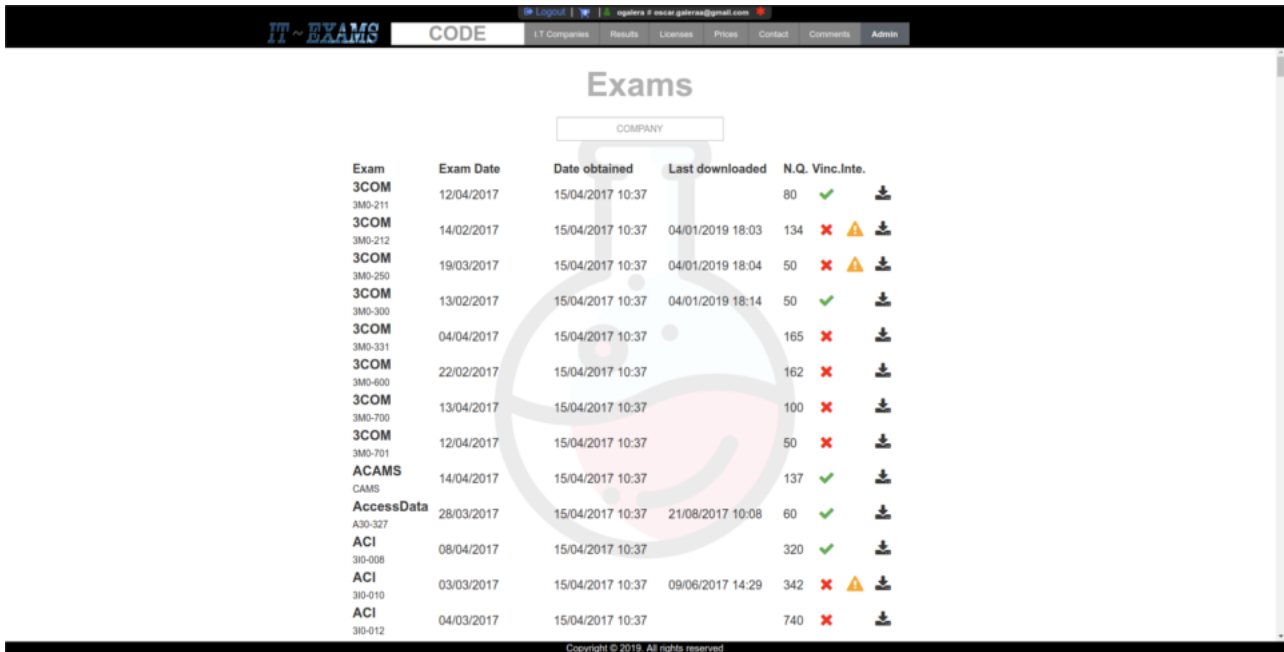 Logout | | ogalera # oscar.galeraa@gmail.com
IT~EXAMS CODE I.T Companies Results Licenses Prices Contact Comments Admin
Exams
COMPANY
Exam Exam Date Date obtained Last downloaded N.Q. Vinc.Inte.
3COM
3M0-211 12/04/2017 15/04/2017 10:37 80
3COM
3M0-212 14/02/2017 15/04/2017 10:37 04/01/2019 18:03 134
3COM
3M0-250 19/03/2017 15/04/2017 10:37 04/01/2019 18:04 50
3COM
3M0-300 13/02/2017 15/04/2017 10:37 04/01/2019 18:14 50
3COM
3M0-331 04/04/2017 15/04/2017 10:37 165
3COM
3M0-600 22/02/2017 15/04/2017 10:37 162
3COM
3M0-700 13/04/2017 15/04/2017 10:37 100
3COM
3M0-701 12/04/2017 15/04/2017 10:37 50
ACAMS
CAMS 14/04/2017 15/04/2017 10:37 137
AccessData
A30-327 28/03/2017 15/04/2017 10:37 21/08/2017 10:08 60
ACI
3I0-008 08/04/2017 15/04/2017 10:37 320
ACI
3I0-010 03/03/2017 15/04/2017 10:37 09/06/2017 14:29 342
ACI
3I0-012 04/03/2017 15/04/2017 10:37 740
Copyright © 2019. All rights reserved